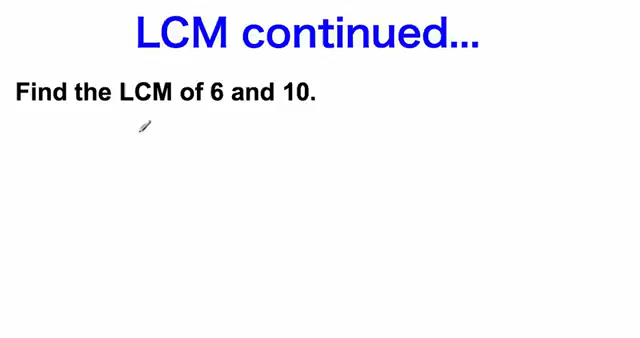 LCM continued...
Find the LCM of 6 and 10.